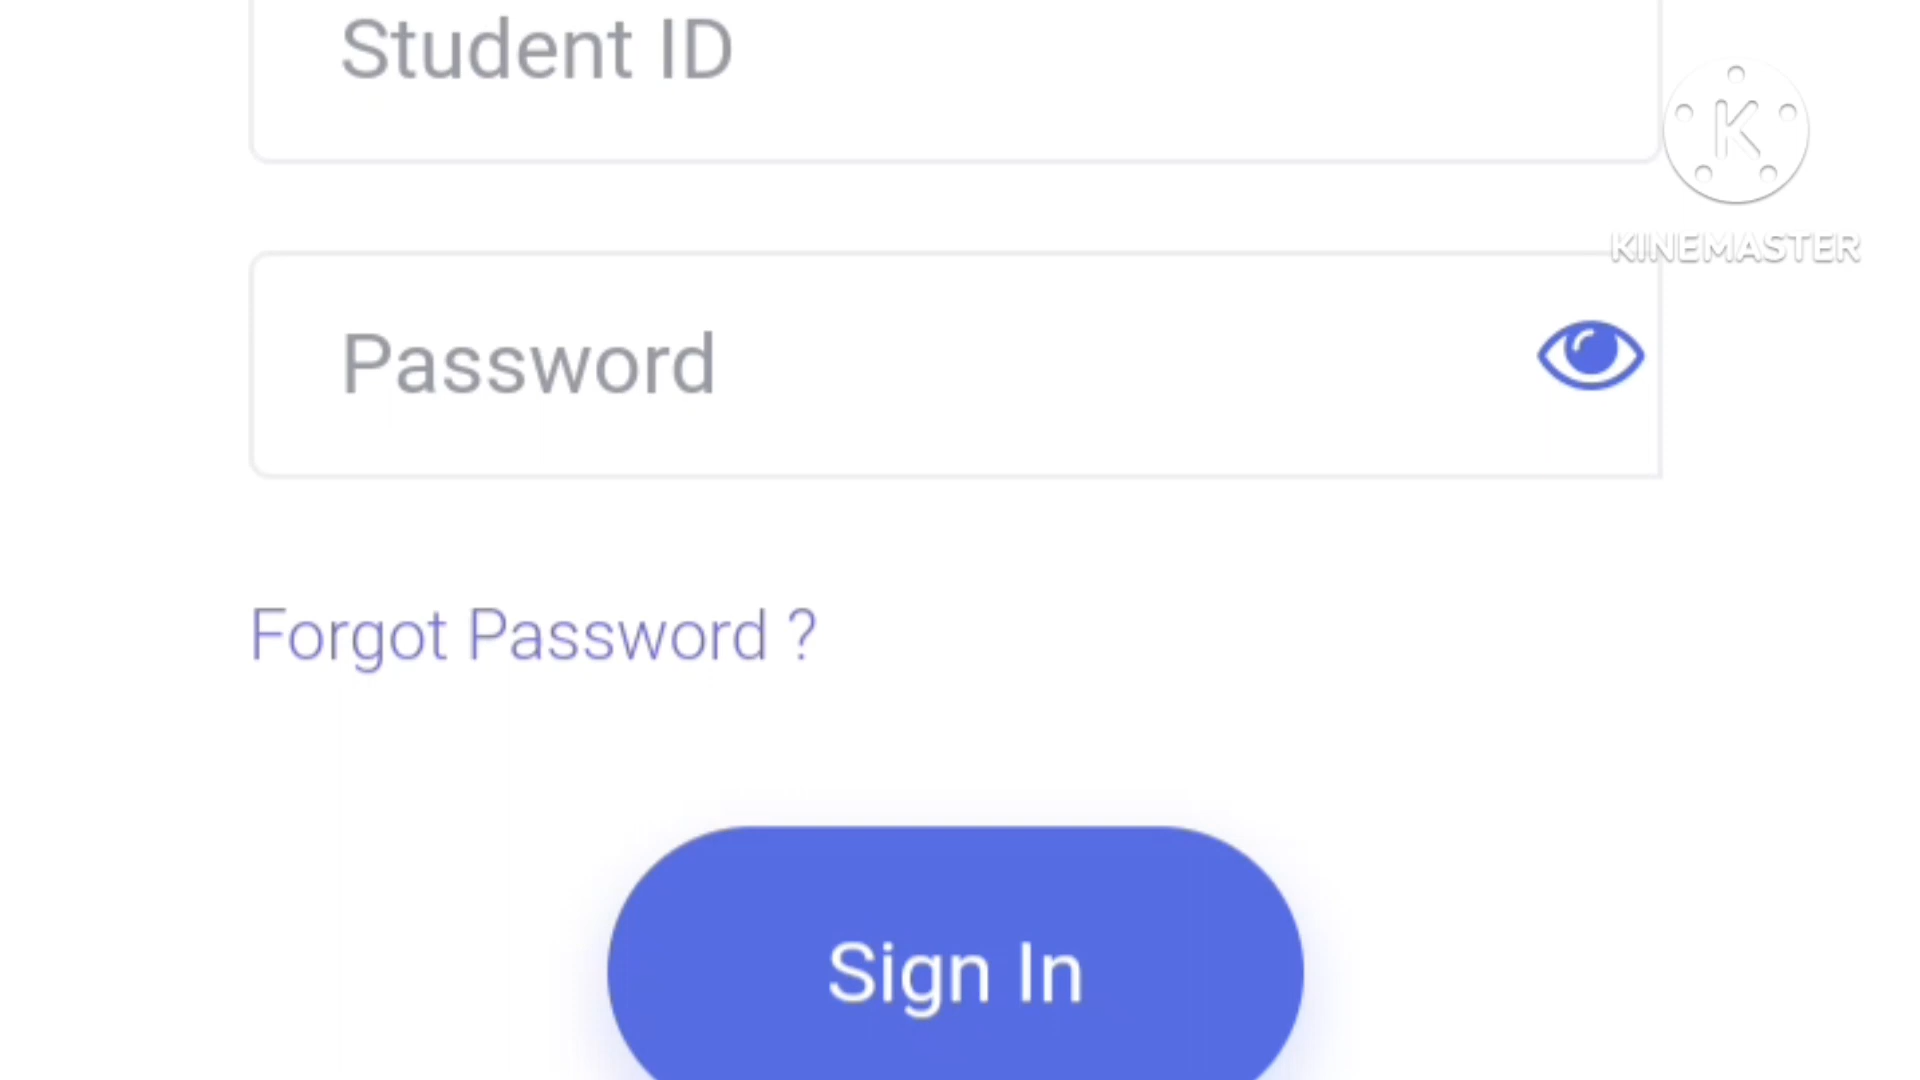 Student ID
K
KINEMASTER
Password
Forgot Password ?
Sign In